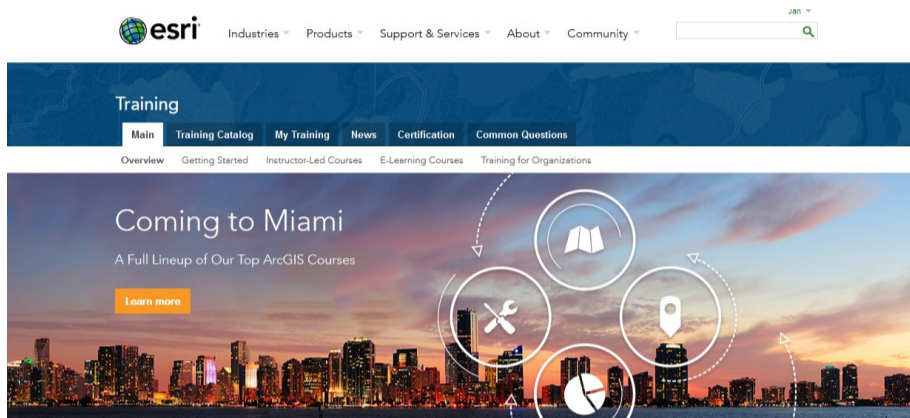 Jan
esri
Industries Products Support & Services About Community
Training
Main Training Catalog My Training News Certification Common Questions
Overview Getting Started Instructor-Led Courses E-Learning Courses Training for Organizations
Coming to Miami
A Full Lineup of Our Top ArcGIS Courses
Learn more